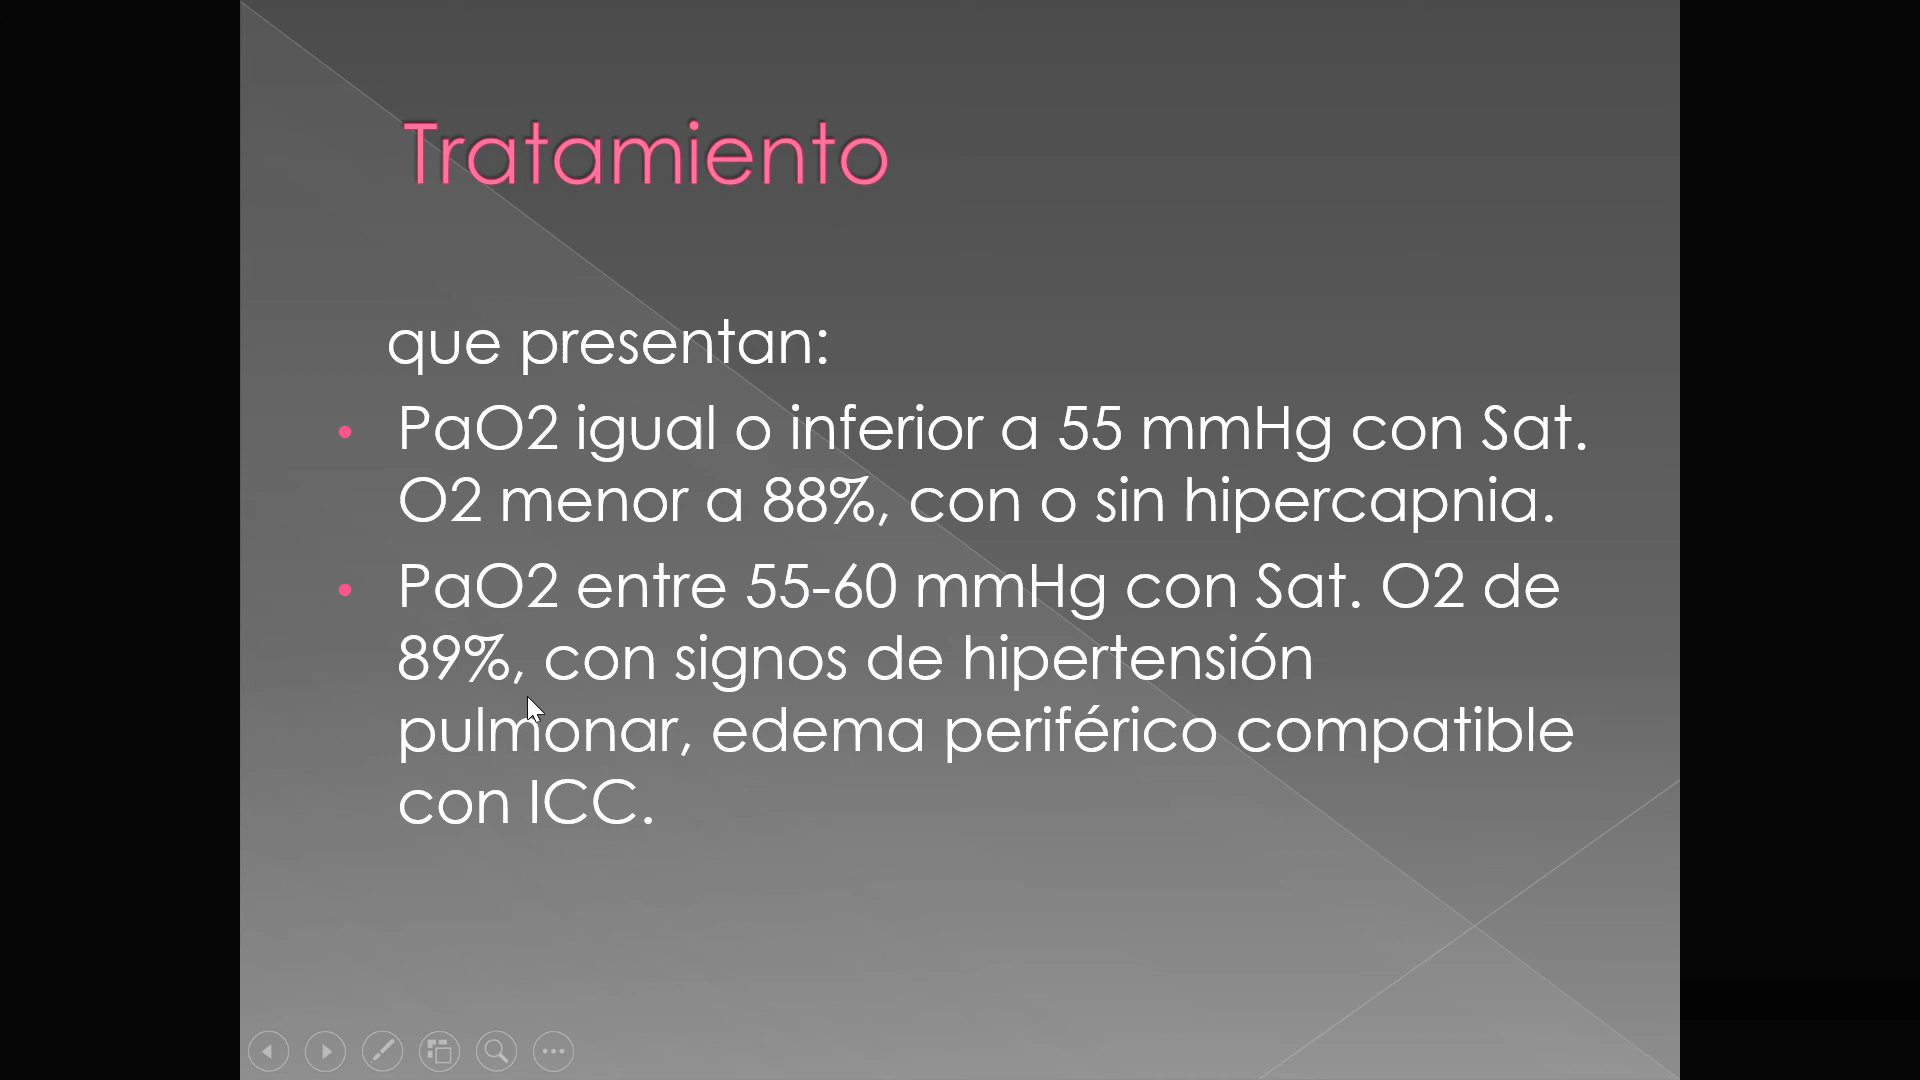 Tratamiento
que presentan:
• PaO2 igual o inferior a 55 mmHg con Sat.
O2 menor a 88%, con o sin hipercapnia.
• PaO2 entre 55-60 mmHg con Sat. O2 de
89%, con signos de hipertensión
pulmonar, edema periférico compatible
con ICC.